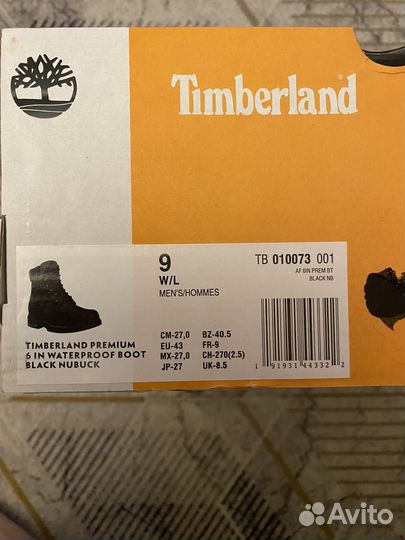 Timberland
9
W/L
MEN'S/HOMMES
TB 010073 001
AF 6IN PREM BT
BLACK NB
TIMBERLAND PREMIUM
6 IN WATERPROOF BOOT
BLACK NUBUCK
CM-27,0 BZ-40.5
EU-43 FR-9
MX-27,0 CN-270(2.5)
JP-27 UK-8.5
1 91931 44332 2
Avito